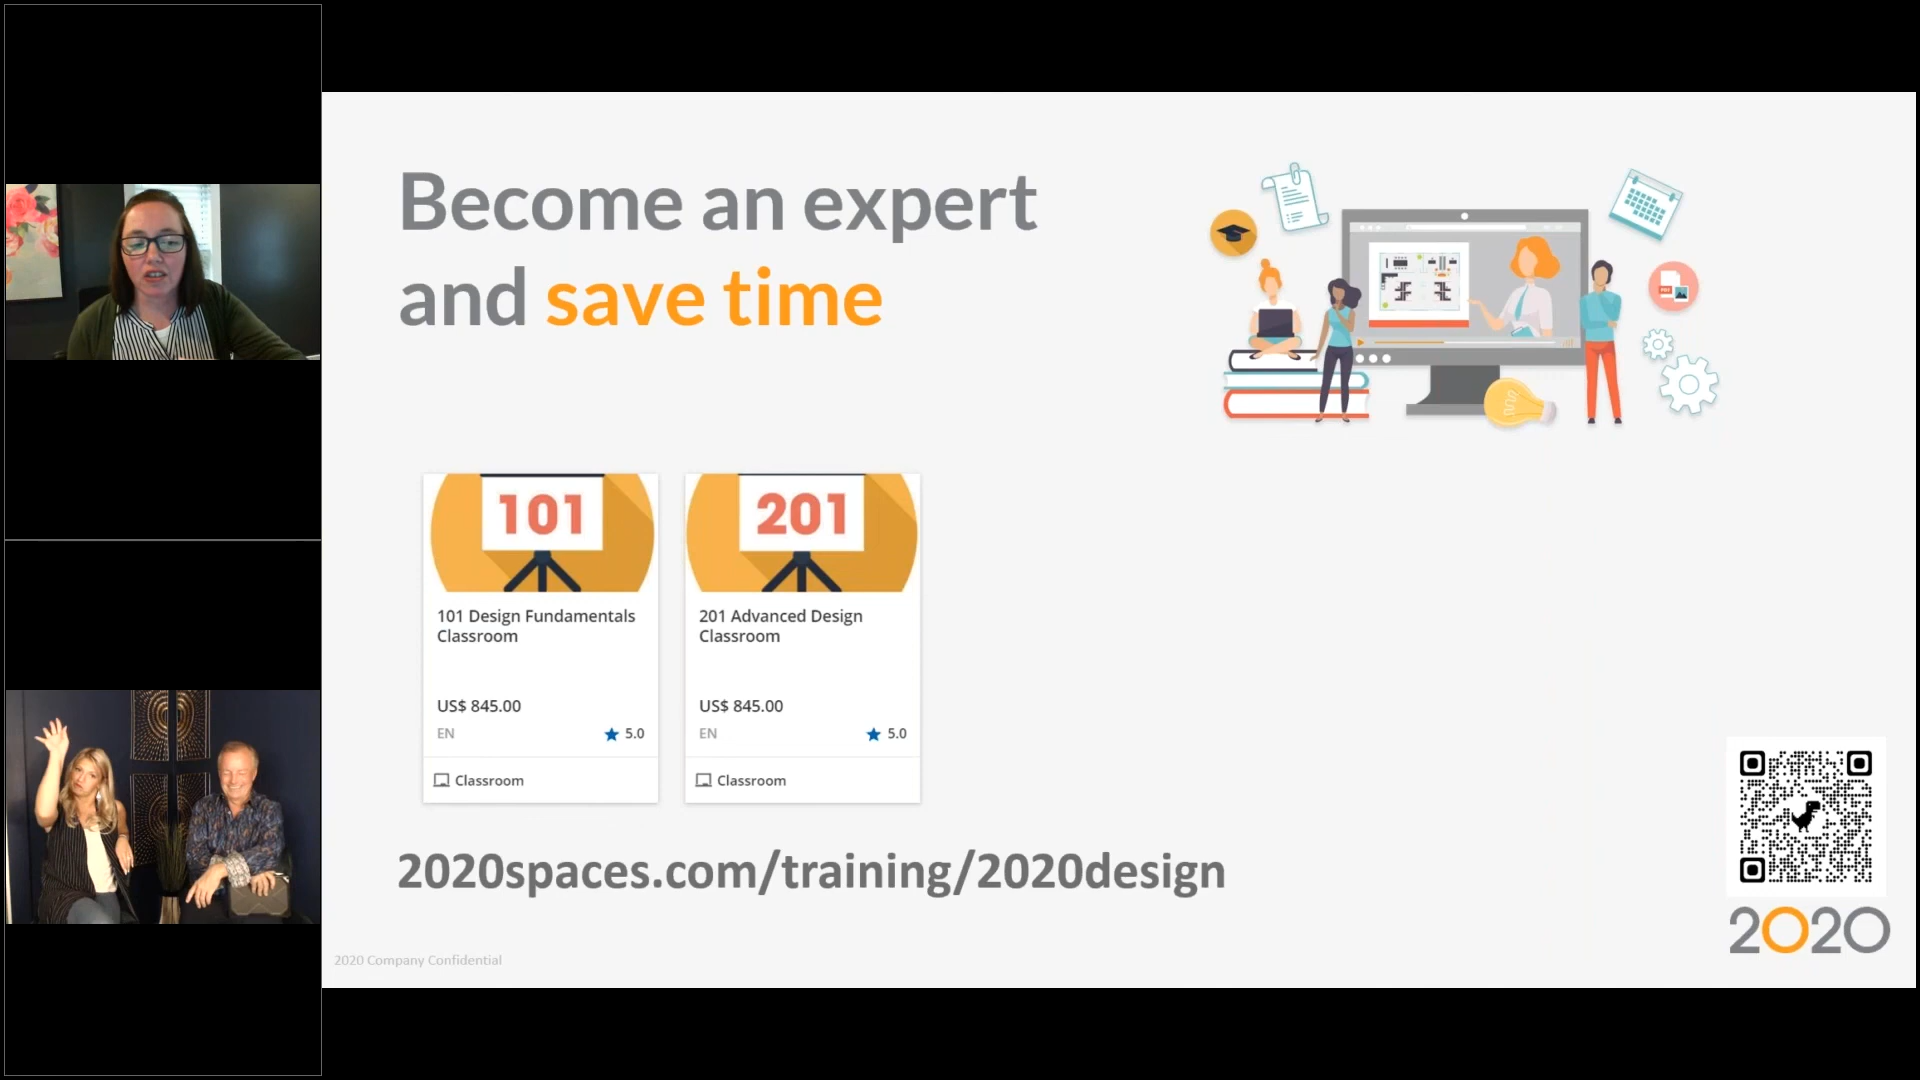 Become an expert
and save time
101
201
101 Design Fundamentals
Classroom
US$ 845.00
EN
5.0
Classroom
201 Advanced Design
Classroom
US$ 845.00
EN
5.0
Classroom
2020spaces.com/training/2020design
2020
2020 Company Confidential